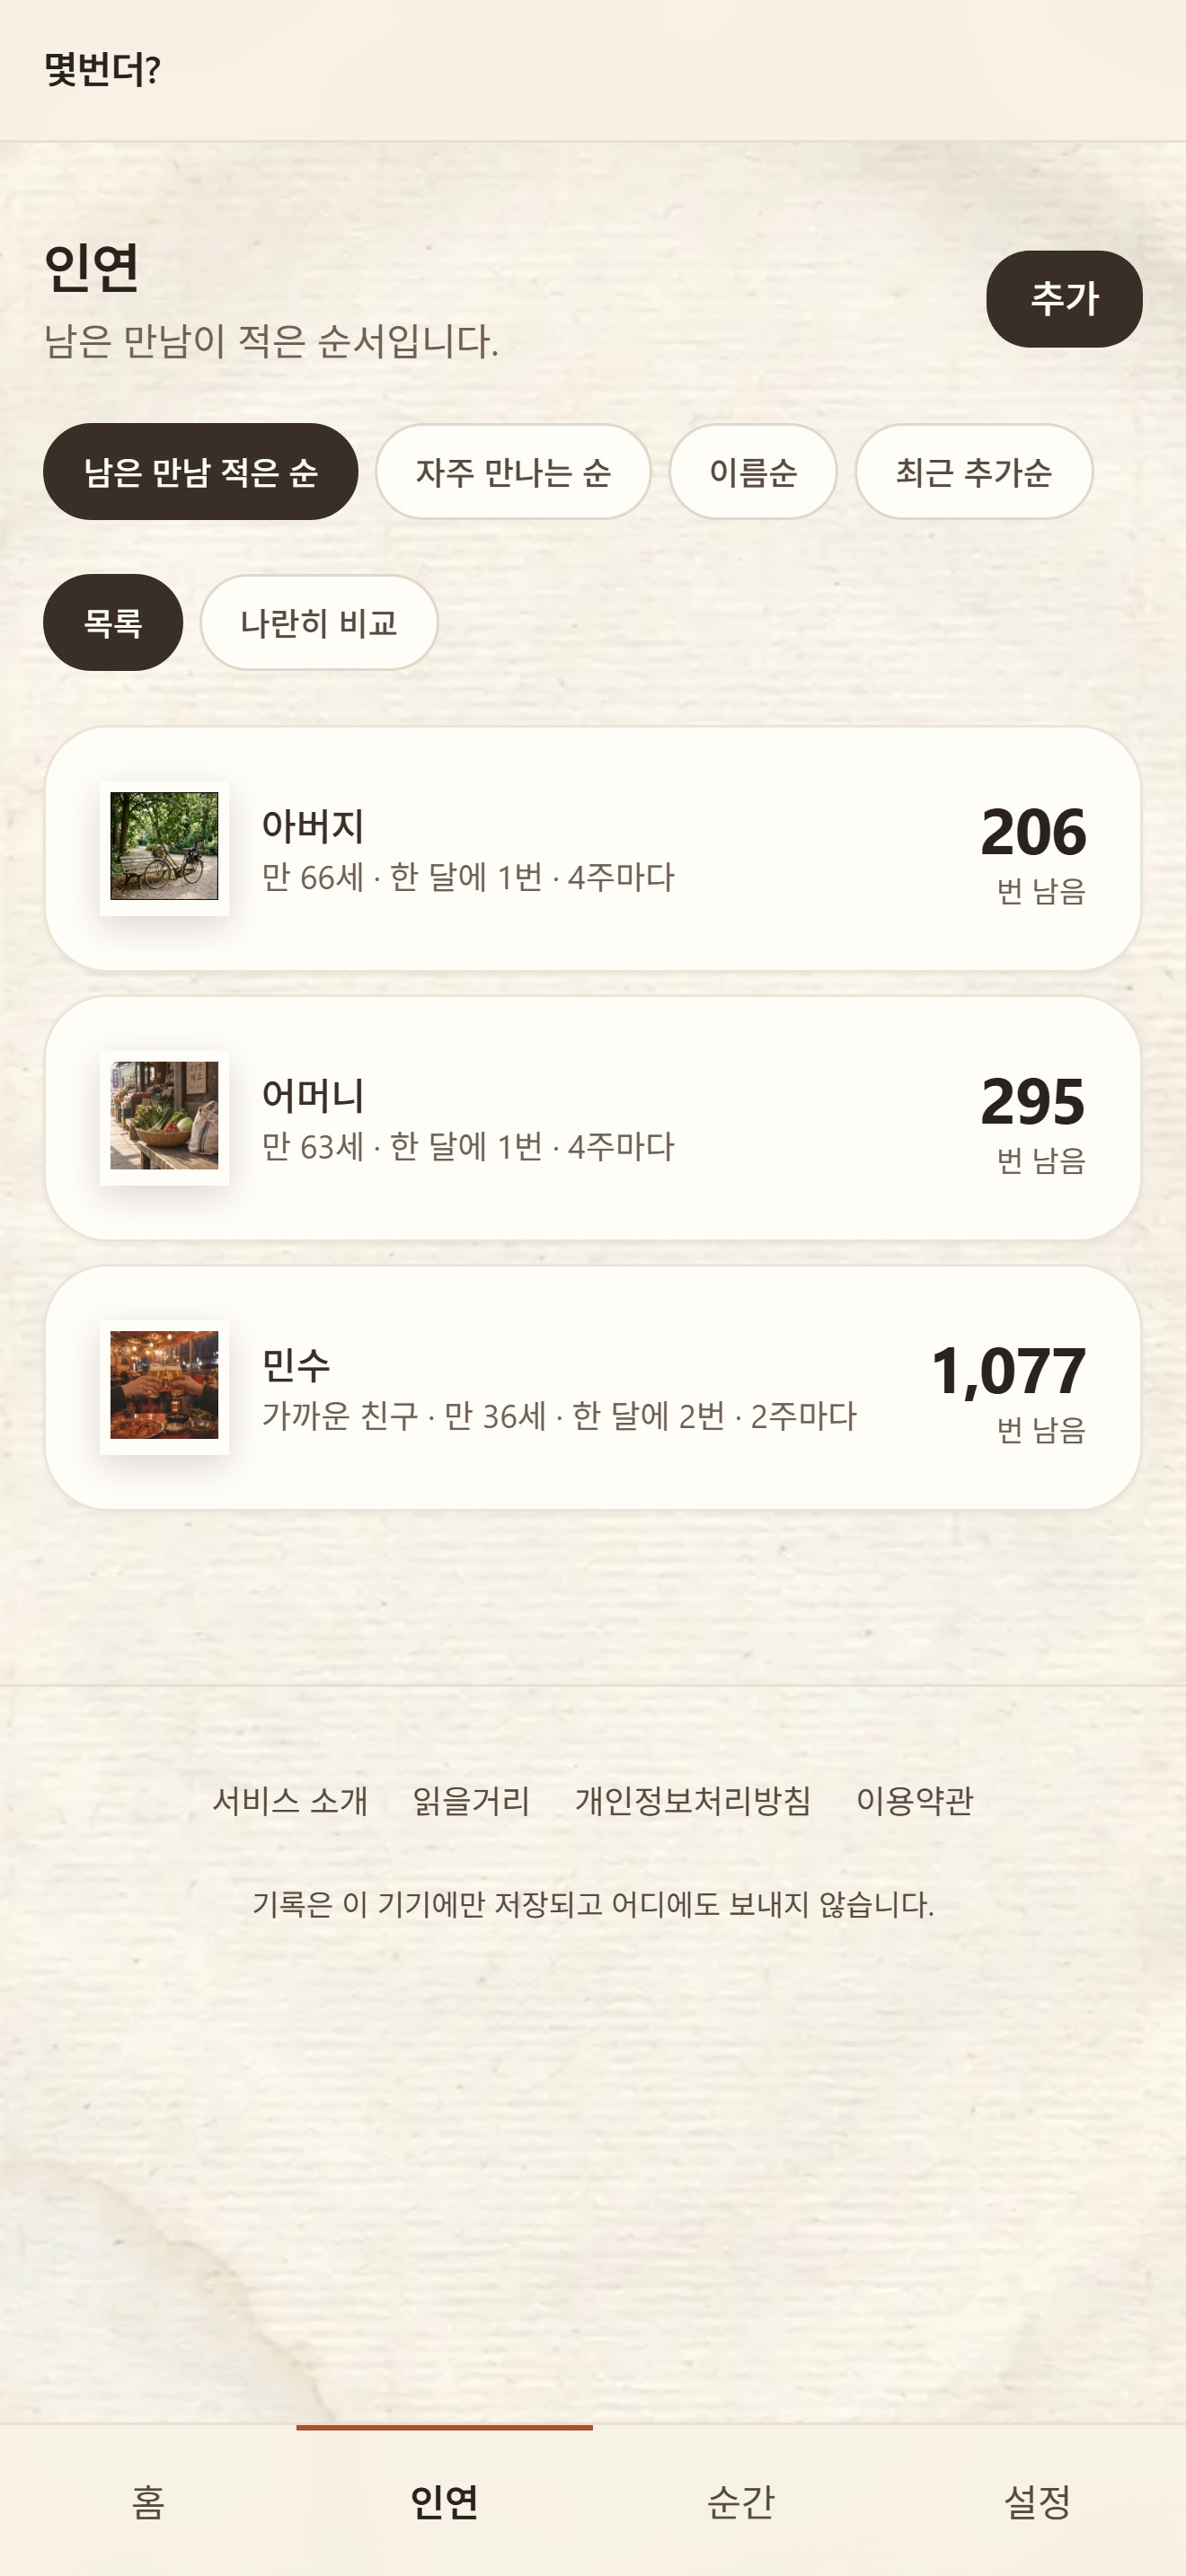 몇번더?
인연
남은 만남이 적은 순서입니다.
추가
남은 만남 적은 순
자주 만나는 순
이름순
최근 추가순
목록
나란히 비교
아버지
만 66세 · 한 달에 1번 · 4주마다
206
번 남음
어머니
만 63세 · 한 달에 1번 · 4주마다
295
번 남음
민수
가까운 친구 · 만 36세 · 한 달에 2번 · 2주마다
1,077
번 남음
서비스 소개
읽을거리
개인정보처리방침
이용약관
기록은 이 기기에만 저장되고 어디에도 보내지 않습니다.
홈
인연
순간
설정